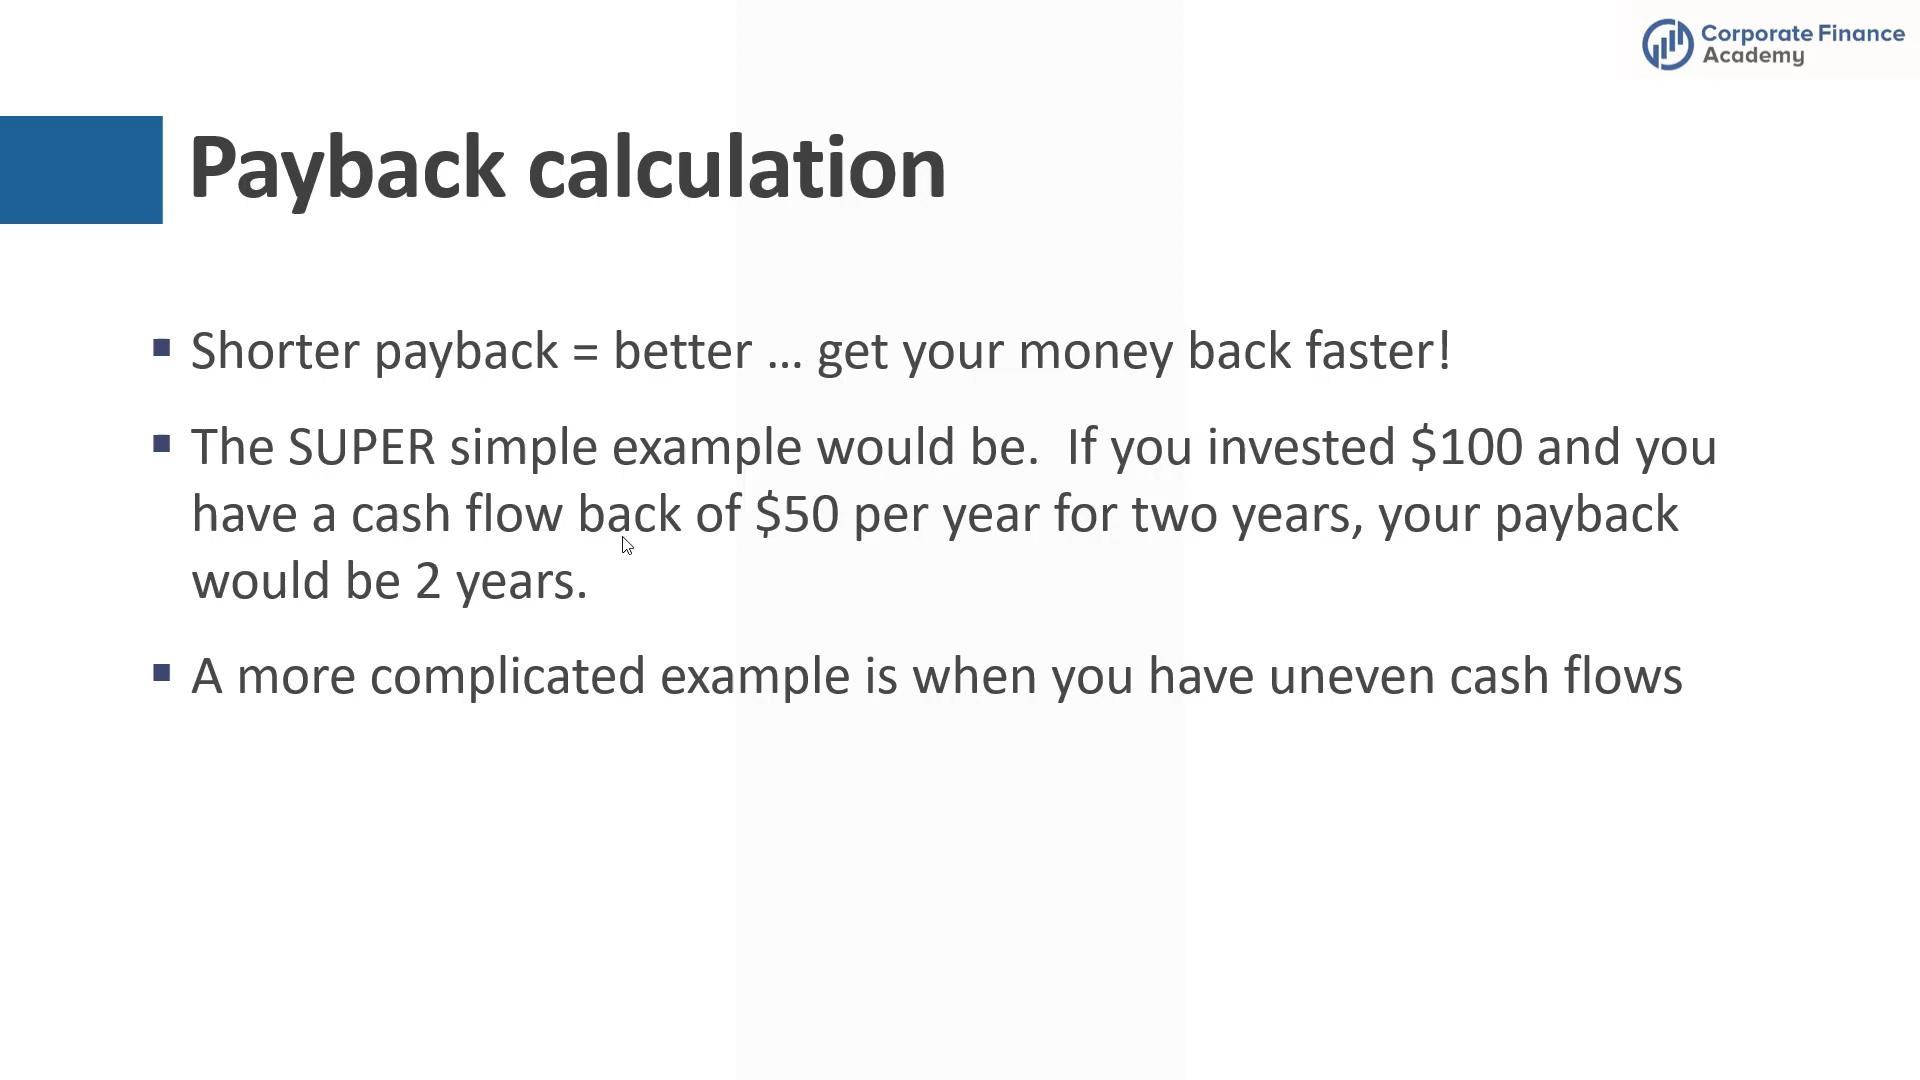 Corporate Finance
Academy
Payback calculation
▪ Shorter payback = better … get your money back faster!
▪ The SUPER simple example would be.  If you invested $100 and you
have a cash flow back of $50 per year for two years, your payback
would be 2 years.
▪ A more complicated example is when you have uneven cash flows